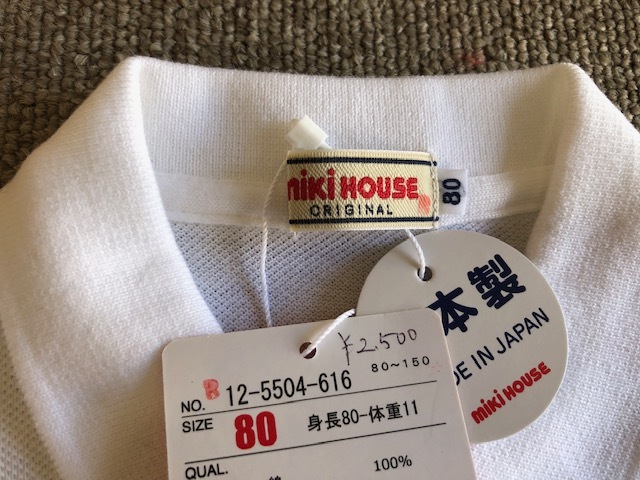 miki HOUSE
ORIGINAL
80
本製
DE IN JAPAN
miki HOUSE
¥2,500
80~150
R
NO. 12-5504-616
SIZE 80 身長80-体重11
QUAL.
100%